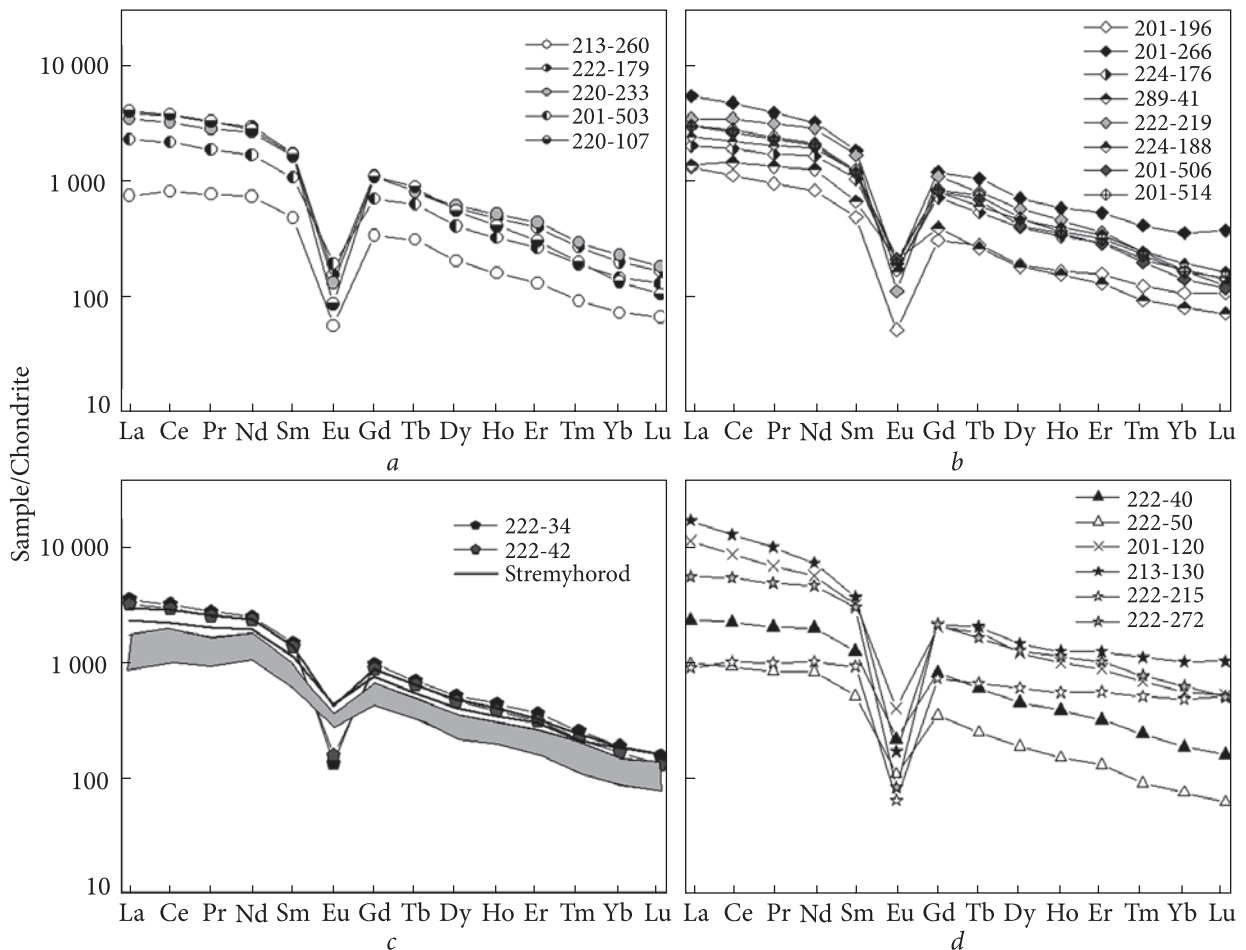 Sample/Chondrite
10 000
1 000
100
10
213-260
222-179
220-233
201-503
220-107
La Ce Pr Nd Sm Eu Gd Tb Dy Ho Er Tm Yb Lu
a
201-196
201-266
224-176
289-41
222-219
224-188
201-506
201-514
La Ce Pr Nd Sm Eu Gd Tb Dy Ho Er Tm Yb Lu
b
10 000
1 000
100
10
222-34
222-42
Stremyhorod
La Ce Pr Nd Sm Eu Gd Tb Dy Ho Er Tm Yb Lu
c
222-40
222-50
201-120
213-130
222-215
222-272
La Ce Pr Nd Sm Eu Gd Tb Dy Ho Er Tm Yb Lu
d